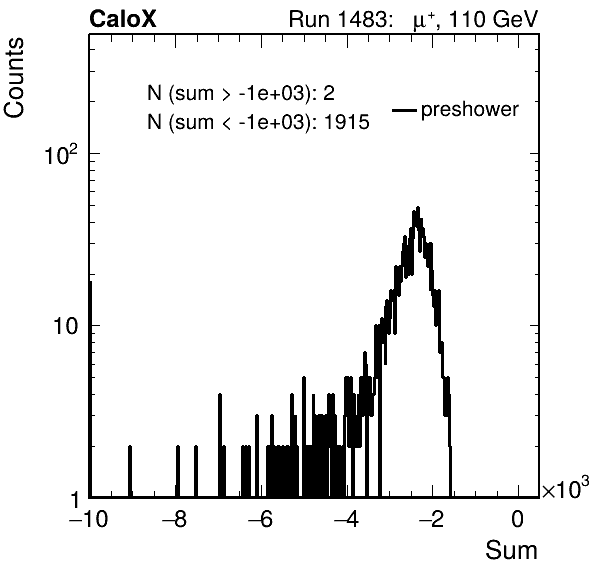 CaloX Run 1483: μ⁺, 110 GeV
Counts
N (sum > -1e+03): 2
N (sum < -1e+03): 1915
preshower
10²
10
1
−10 −8 −6 −4 −2 0
×10³
Sum